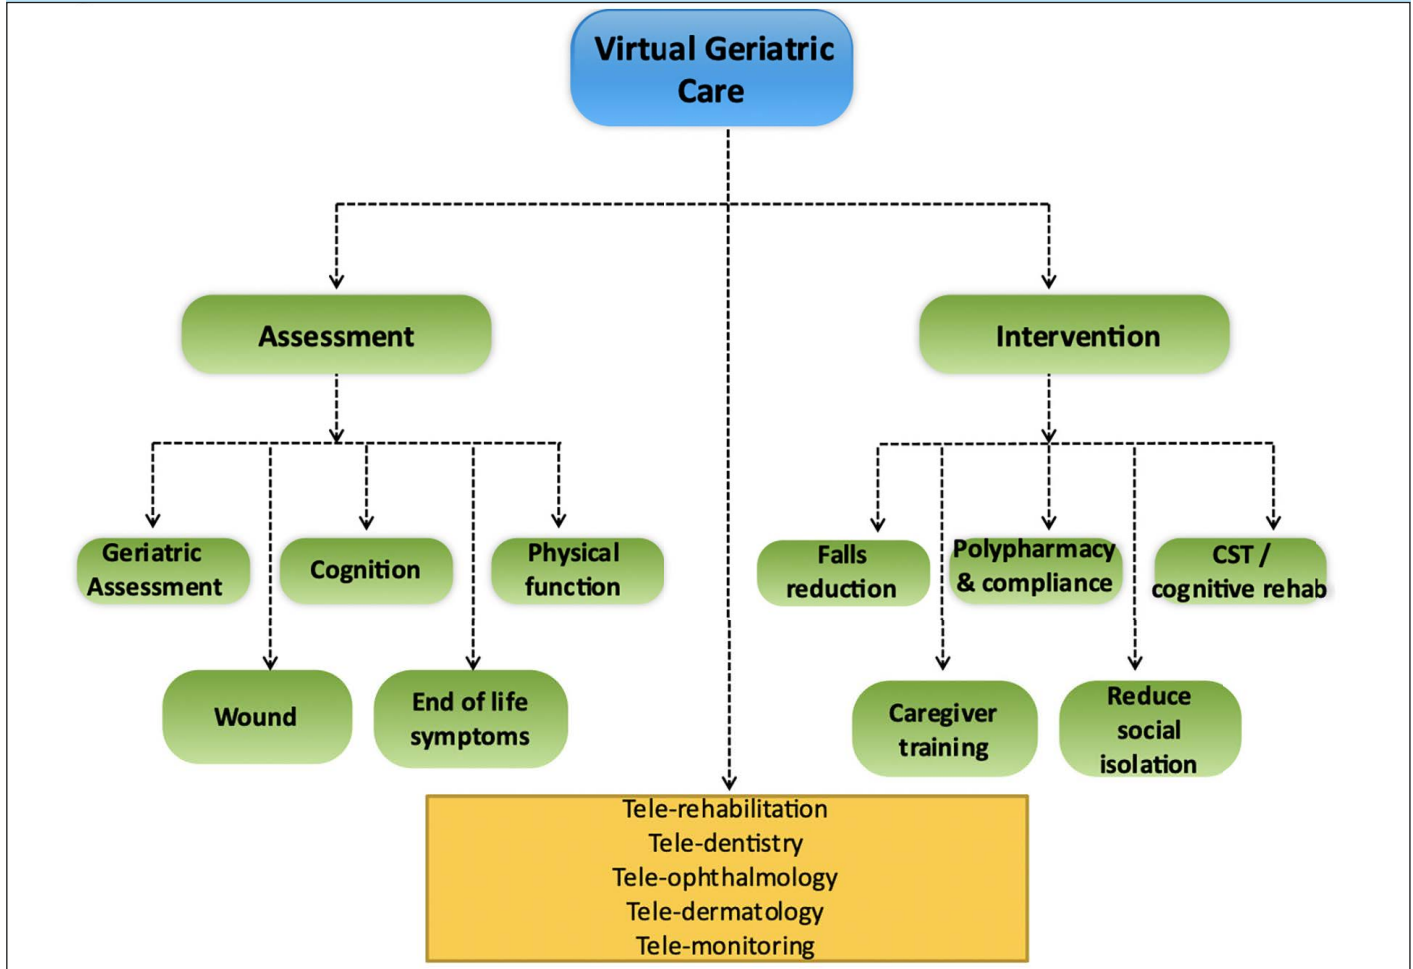 Virtual Geriatric
Care
Assessment
Intervention
Geriatric
Assessment
Cognition
Physical
function
Falls
reduction
Polypharmacy
& compliance
CST /
cognitive rehab
Wound
End of life
symptoms
Caregiver
training
Reduce
social
isolation
Tele-rehabilitation
Tele-dentistry
Tele-ophthalmology
Tele-dermatology
Tele-monitoring